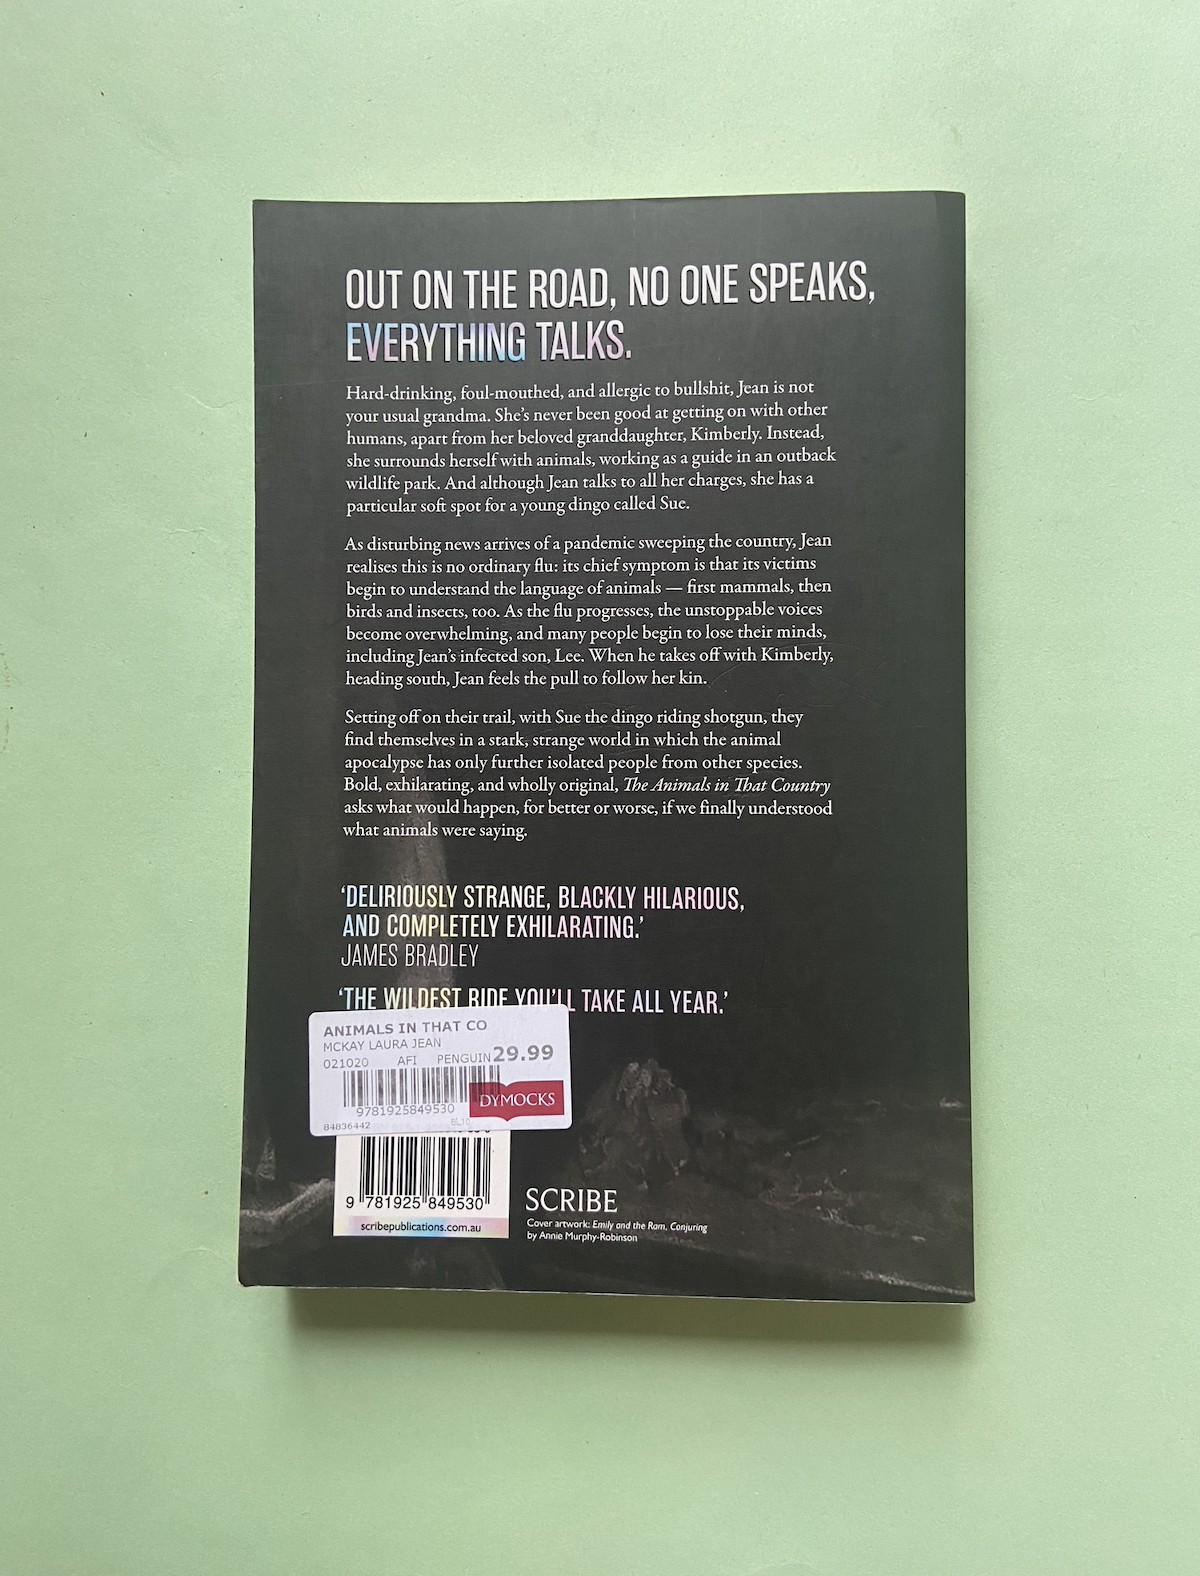 OUT ON THE ROAD, NO ONE SPEAKS,
EVERYTHING TALKS.
Hard-drinking, foul-mouthed, and allergic to bullshit, Jean is not
your usual grandma. She’s never been good at getting on with other
humans, apart from her beloved granddaughter, Kimberly. Instead,
she surrounds herself with animals, working as a guide in an outback
wildlife park. And although Jean talks to all her charges, she has a
particular soft spot for a young dingo called Sue.
As disturbing news arrives of a pandemic sweeping the country, Jean
realises this is no ordinary flu: its chief symptom is that its victims
begin to understand the language of animals — first mammals, then
birds and insects, too. As the flu progresses, the unstoppable voices
become overwhelming, and many people begin to lose their minds,
including Jean’s infected son, Lee. When he takes off with Kimberly,
heading south, Jean feels the pull to follow her kin.
Setting off on their trail, with Sue the dingo riding shotgun, they
find themselves in a stark, strange world in which the animal
apocalypse has only further isolated people from other species.
Bold, exhilarating, and wholly original, The Animals in That Country
asks what would happen, for better or worse, if we finally understood
what animals were saying.
‘DELIRIOUSLY STRANGE, BLACKLY HILARIOUS,
AND COMPLETELY EXHILARATING.’
JAMES BRADLEY
‘THE WILDEST RIDE YOU’LL TAKE ALL YEAR.’
ANIMALS IN THAT CO
MCKAY LAURA JEAN
021020 AFI PENGUIN 29.99
9781925849530 DYMOCKS
84836442
9 781925 849530
scribepublications.com.au
SCRIBE
Cover artwork: Emily and the Ram, Conjuring
by Annie Murphy-Robinson